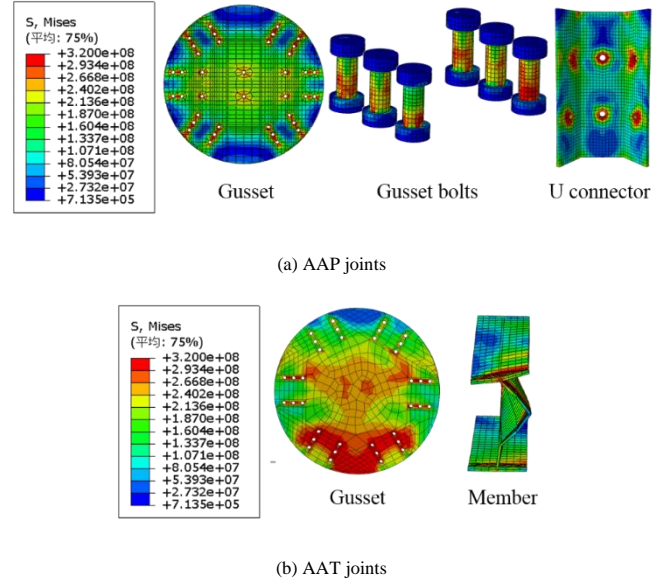 S, Mises
(平均: 75%)
+3.200e+08
+2.934e+08
+2.668e+08
+2.402e+08
+2.136e+08
+1.870e+08
+1.604e+08
+1.337e+08
+1.071e+08
+8.054e+07
+5.393e+07
+2.732e+07
+7.135e+05
Gusset
Gusset bolts
U connector
(a) AAP joints
S, Mises
(平均: 75%)
+3.200e+08
+2.934e+08
+2.668e+08
+2.402e+08
+2.136e+08
+1.870e+08
+1.604e+08
+1.337e+08
+1.071e+08
+8.054e+07
+5.393e+07
+2.732e+07
+7.135e+05
Gusset
Member
(b) AAT joints